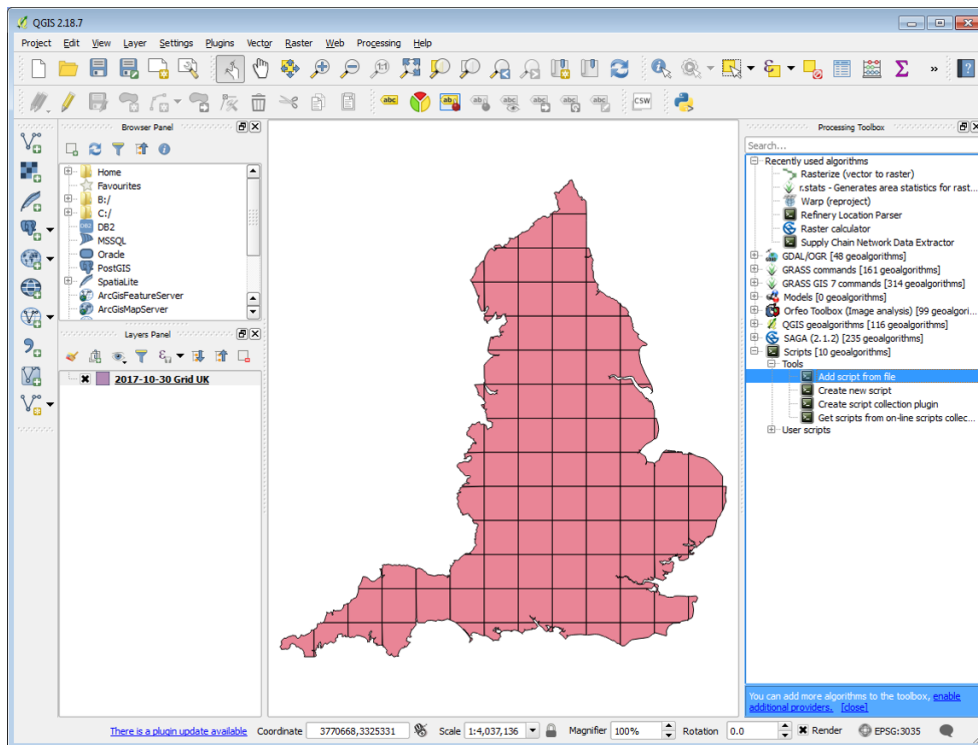 QGIS 2.18.7
Project Edit View Layer Settings Plugins Vector Raster Web Processing Help
abc
CSW
Browser Panel
Home
Favourites
B:/
C:/
DB2
MSSQL
Oracle
PostGIS
SpatiaLite
ArcGisFeatureServer
ArcGisMapServer
Layers Panel
2017-10-30 Grid UK
Processing Toolbox
Search...
Recently used algorithms
Rasterize (vector to raster)
r.stats - Generates area statistics for rast...
Warp (reproject)
Refinery Location Parser
Raster calculator
Supply Chain Network Data Extractor
GDAL/OGR [48 geoalgorithms]
GRASS commands [161 geoalgorithms]
GRASS GIS 7 commands [314 geoalgorithms]
Models [0 geoalgorithms]
Orfeo Toolbox (Image analysis) [99 geoalgori...
QGIS geoalgorithms [116 geoalgorithms]
SAGA (2.1.2) [235 geoalgorithms]
Scripts [10 geoalgorithms]
Tools
Add script from file
Create new script
Create script collection plugin
Get scripts from on-line scripts collec...
User scripts
You can add more algorithms to the toolbox, enable
additional providers. [close]
There is a plugin update available Coordinate 3770668,3325331 Scale 1:4,037,136 Magnifier 100% Rotation 0.0 Render EPSG:3035